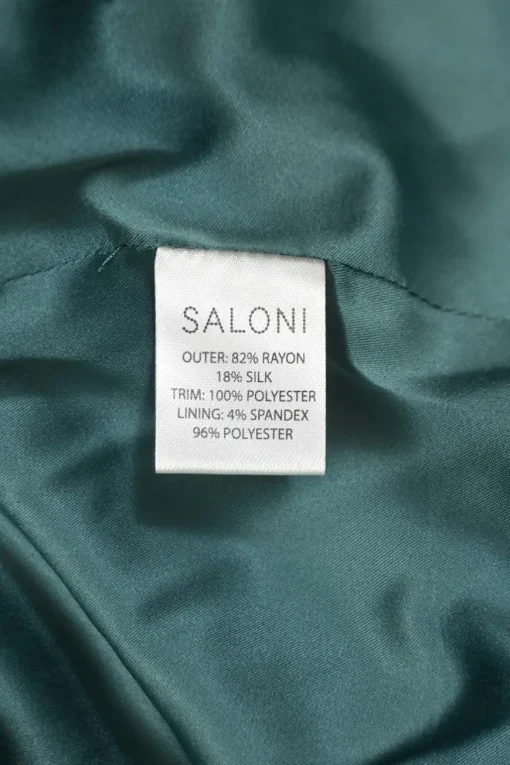 SALONI
OUTER: 82% RAYON
18% SILK
TRIM: 100% POLYESTER
LINING: 4% SPANDEX
96% POLYESTER